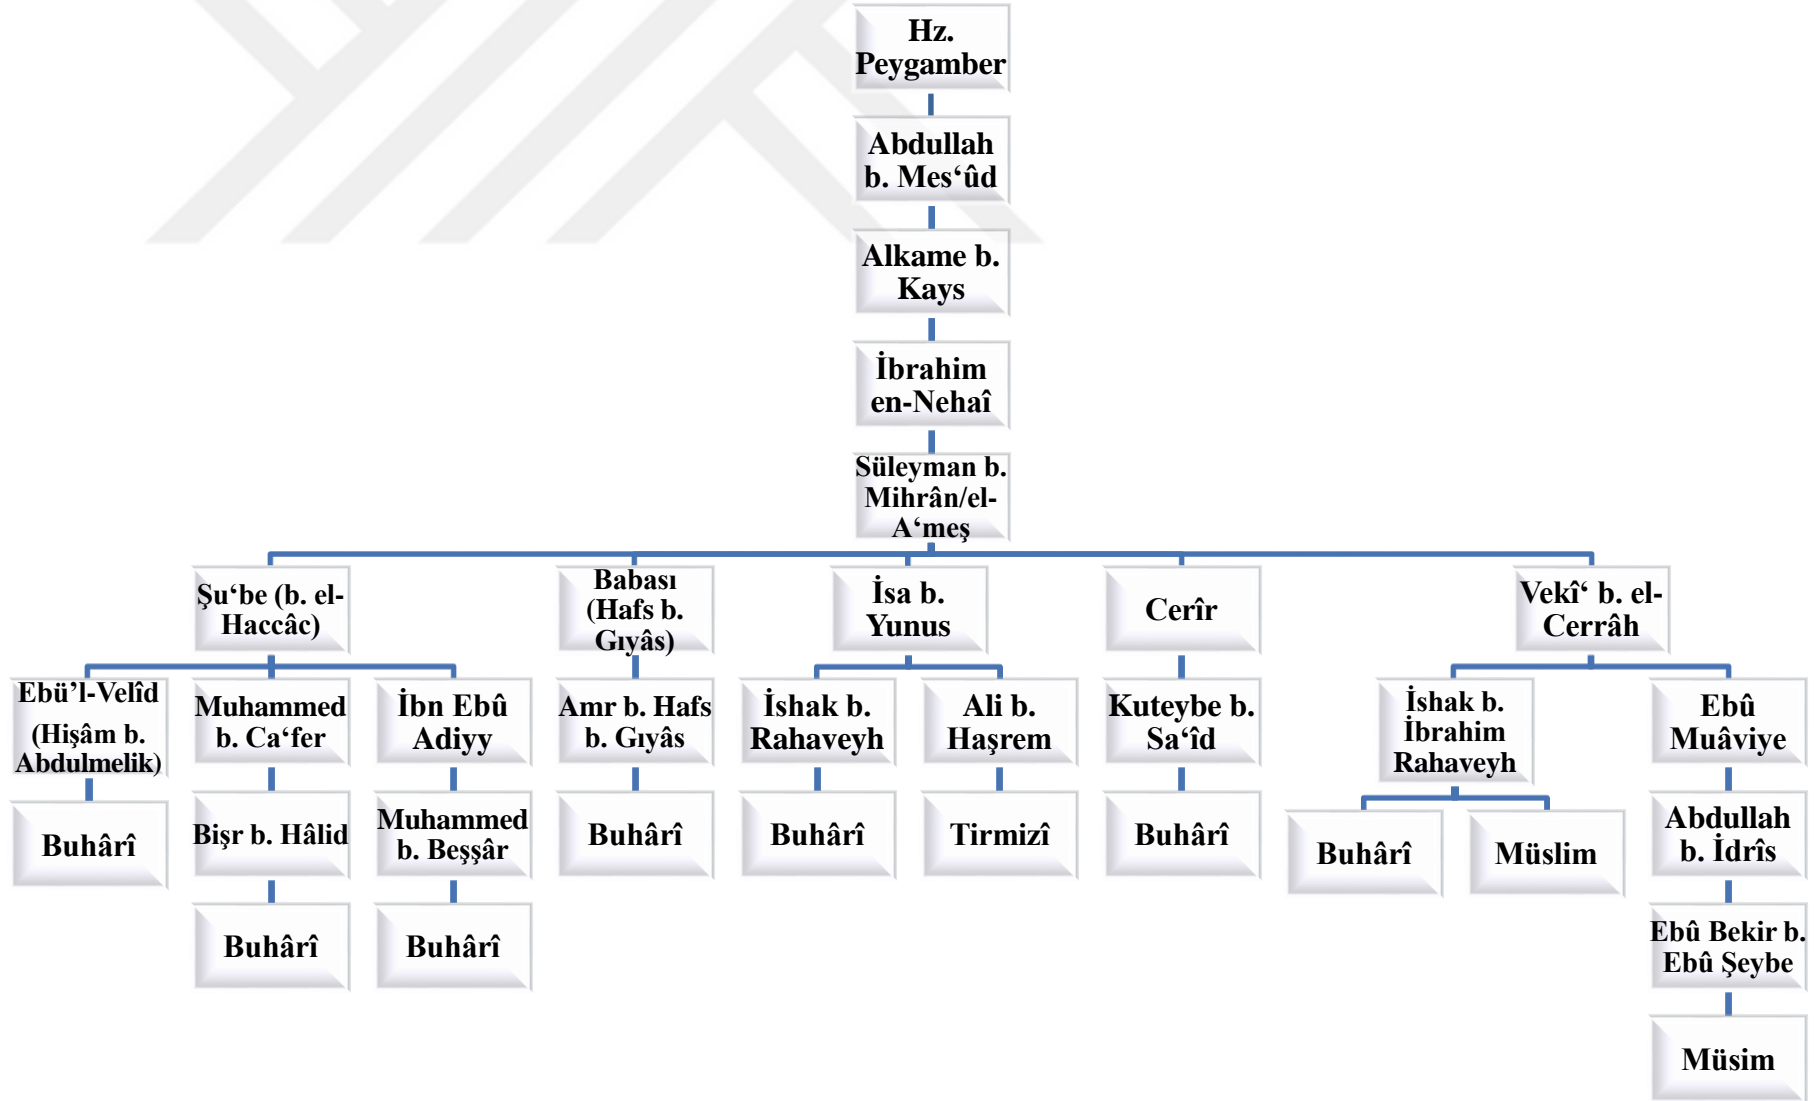 Hz.
Peygamber
Abdullah
b. Mes‘ûd
Alkame b.
Kays
İbrahim
en-Nehaî
Süleyman b.
Mihrân/el-
A‘meş
Şu‘be (b. el-
Haccâc)
Babası
(Hafs b.
Gıyâs)
İsa b.
Yunus
Cerîr
Vekî‘ b. el-
Cerrâh
Ebü’l-Velîd
(Hişâm b.
Abdulmelik)
Muhammed
b. Ca‘fer
İbn Ebû
Adiyy
Amr b. Hafs
b. Gıyâs
İshak b.
Rahaveyh
Ali b.
Haşrem
Kuteybe b.
Sa‘îd
İshak b.
İbrahim
Rahaveyh
Ebû
Muâviye
Buhârî
Bişr b. Hâlid
Muhammed
b. Beşşâr
Buhârî
Buhârî
Tirmizî
Buhârî
Buhârî
Müslim
Abdullah
b. İdrîs
Buhârî
Buhârî
Ebû Bekir b.
Ebû Şeybe
Müsim